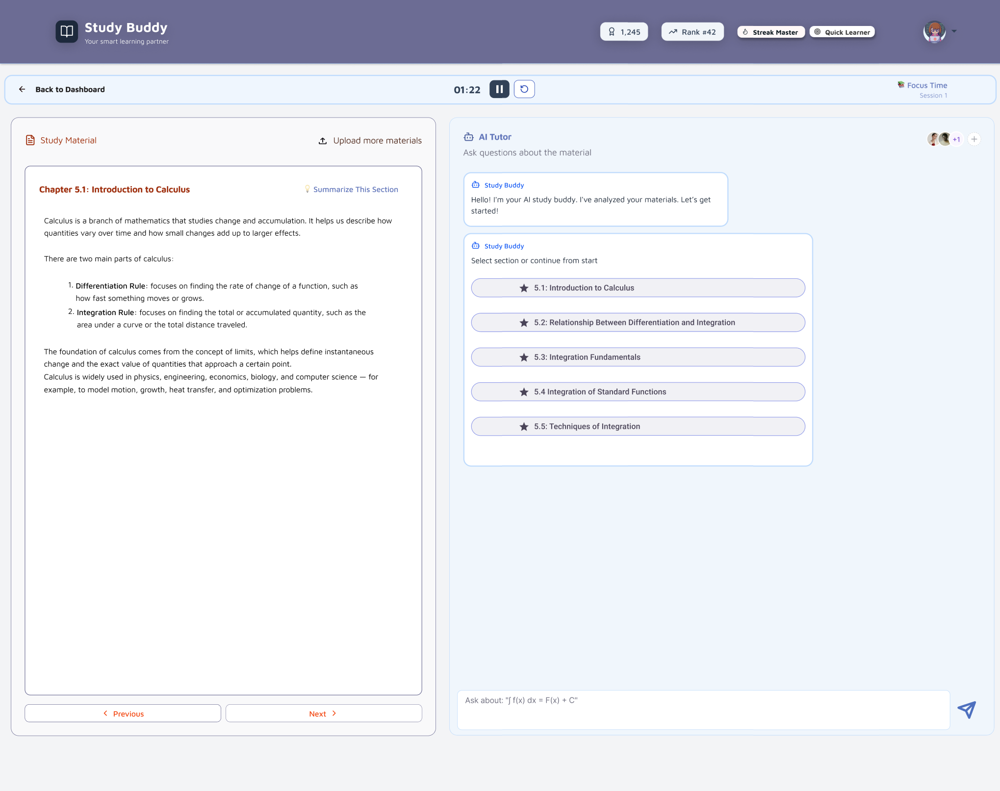 Study Buddy
Your smart learning partner
1,245
Rank #42
Streak Master
Quick Learner
Back to Dashboard
01:22
Focus Time
Session 1
Study Material
Upload more materials
Chapter 5.1: Introduction to Calculus
Summarize This Section
Calculus is a branch of mathematics that studies change and accumulation. It helps us describe how
quantities vary over time and how small changes add up to larger effects.
There are two main parts of calculus:
1. Differentiation Rule: focuses on finding the rate of change of a function, such as
how fast something moves or grows.
2. Integration Rule: focuses on finding the total or accumulated quantity, such as the
area under a curve or the total distance traveled.
The foundation of calculus comes from the concept of limits, which helps define instantaneous
change and the exact value of quantities that approach a certain point.
Calculus is widely used in physics, engineering, economics, biology, and computer science — for
example, to model motion, growth, heat transfer, and optimization problems.
Previous
Next
AI Tutor
+1
Ask questions about the material
Study Buddy
Hello! I'm your AI study buddy. I've analyzed your materials. Let’s get
started!
Study Buddy
Select section or continue from start
5.1: Introduction to Calculus
5.2: Relationship Between Differentiation and Integration
5.3: Integration Fundamentals
5.4 Integration of Standard Functions
5.5: Techniques of Integration
Ask about: "∫ f(x) dx = F(x) + C"